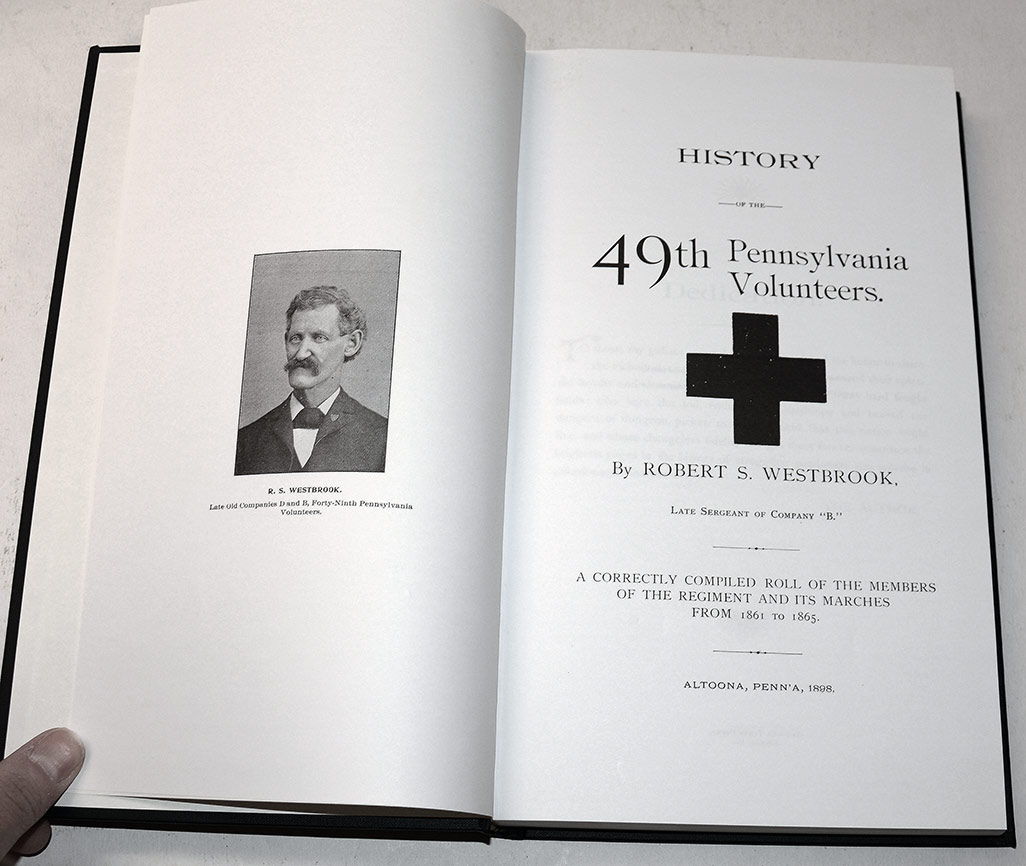 R. S. WESTBROOK.
Late Old Companies D and B, Forty-Ninth Pennsylvania
Volunteers.
HISTORY
OF THE
49th Pennsylvania
Volunteers.
By ROBERT S. WESTBROOK,
LATE SERGEANT OF COMPANY "B."
A CORRECTLY COMPILED ROLL OF THE MEMBERS
OF THE REGIMENT AND ITS MARCHES
FROM 1861 TO 1865.
ALTOONA, PENN'A, 1898.